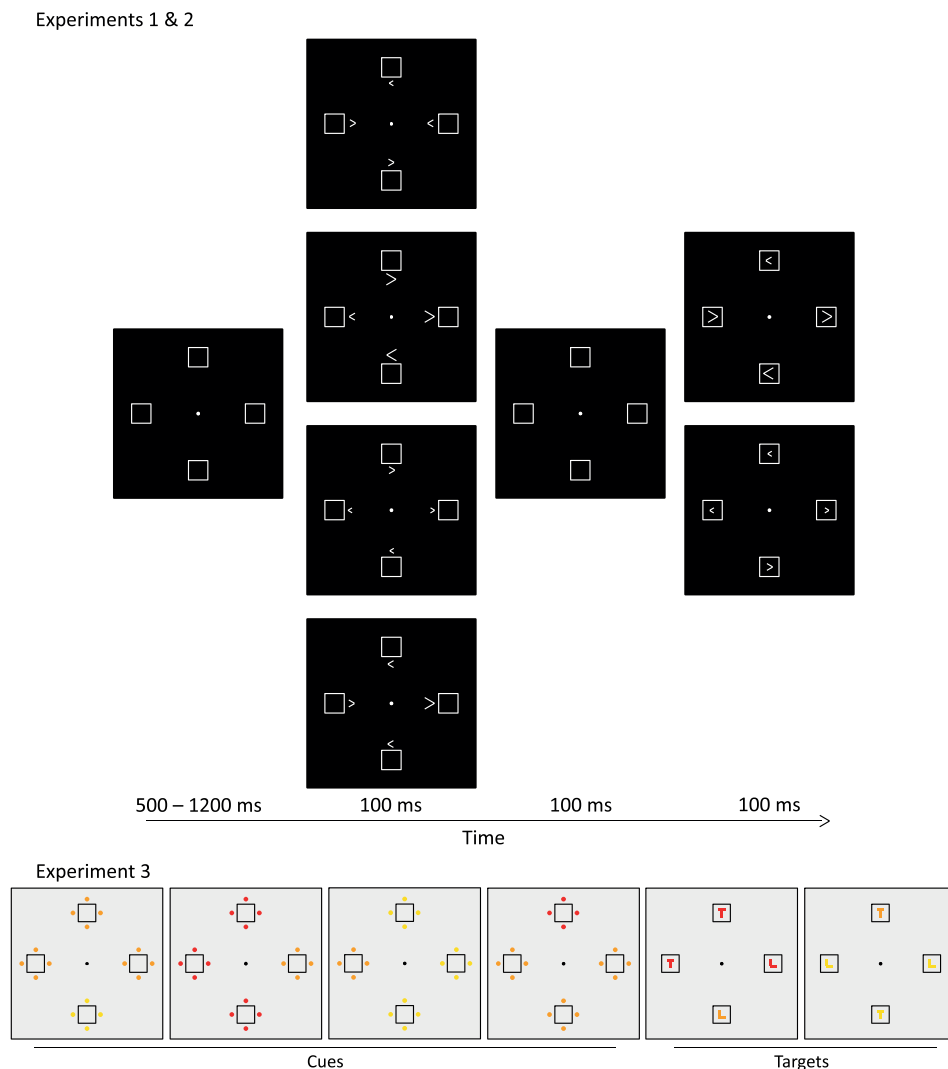 Experiments 1 & 2
500 – 1200 ms
100 ms
100 ms
100 ms
Time
Experiment 3
T
T
L
L
T
L
L
T
Cues
Targets